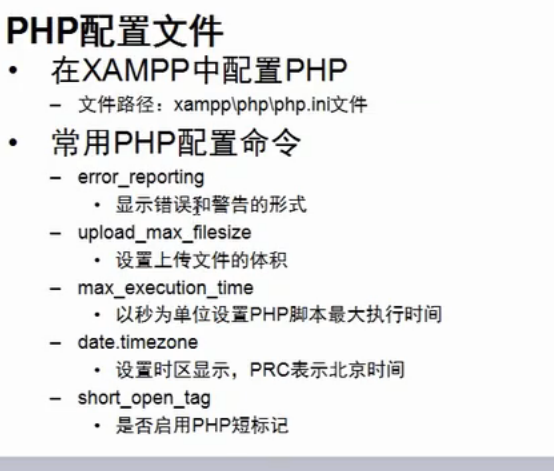 PHP配置文件
• 在XAMPP中配置PHP
– 文件路径：xampp\php\php.ini文件
• 常用PHP配置命令
– error_reporting
• 显示错误和警告的形式
– upload_max_filesize
• 设置上传文件的体积
– max_execution_time
• 以秒为单位设置PHP脚本最大执行时间
– date.timezone
• 设置时区显示，PRC表示北京时间
– short_open_tag
• 是否启用PHP短标记